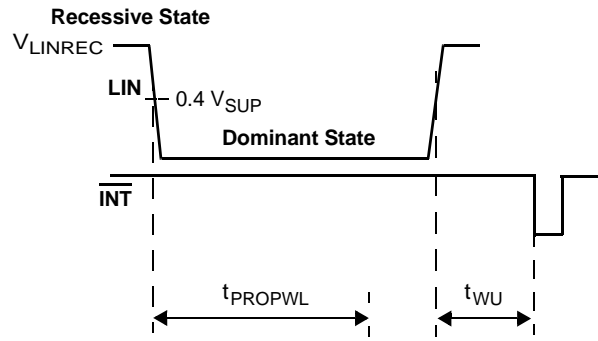 Recessive State
VLINREC
LIN
0.4 VSUP
Dominant State
INT
tPROPWL
tWU